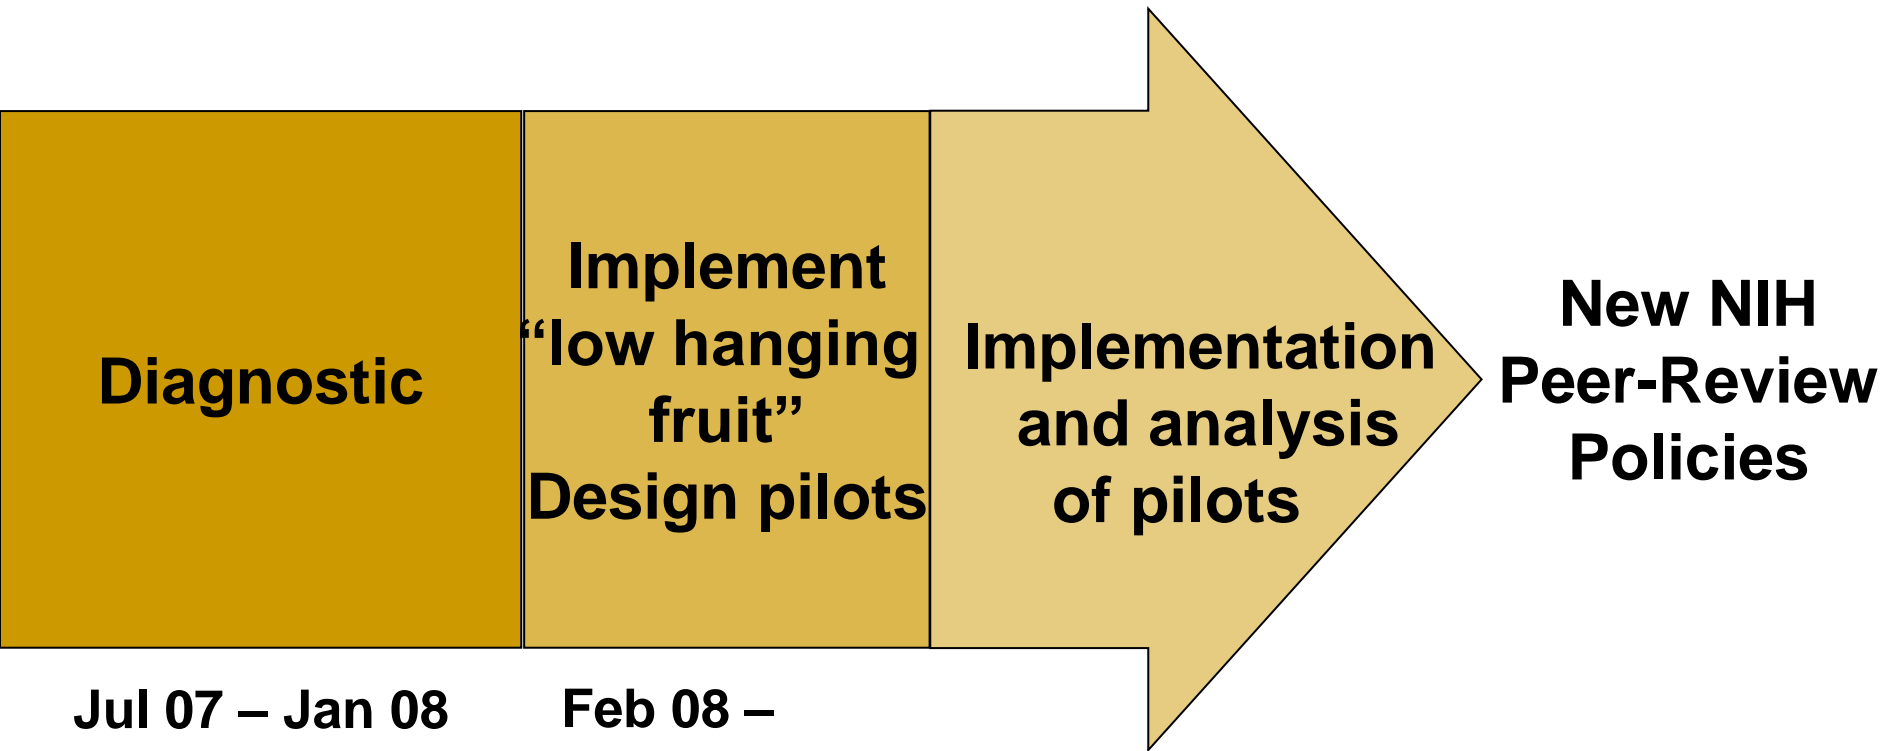 Diagnostic
Implement
“low hanging
fruit”
Design pilots
Implementation
and analysis
of pilots
New NIH
Peer-Review
Policies
Jul 07 – Jan 08
Feb 08 –